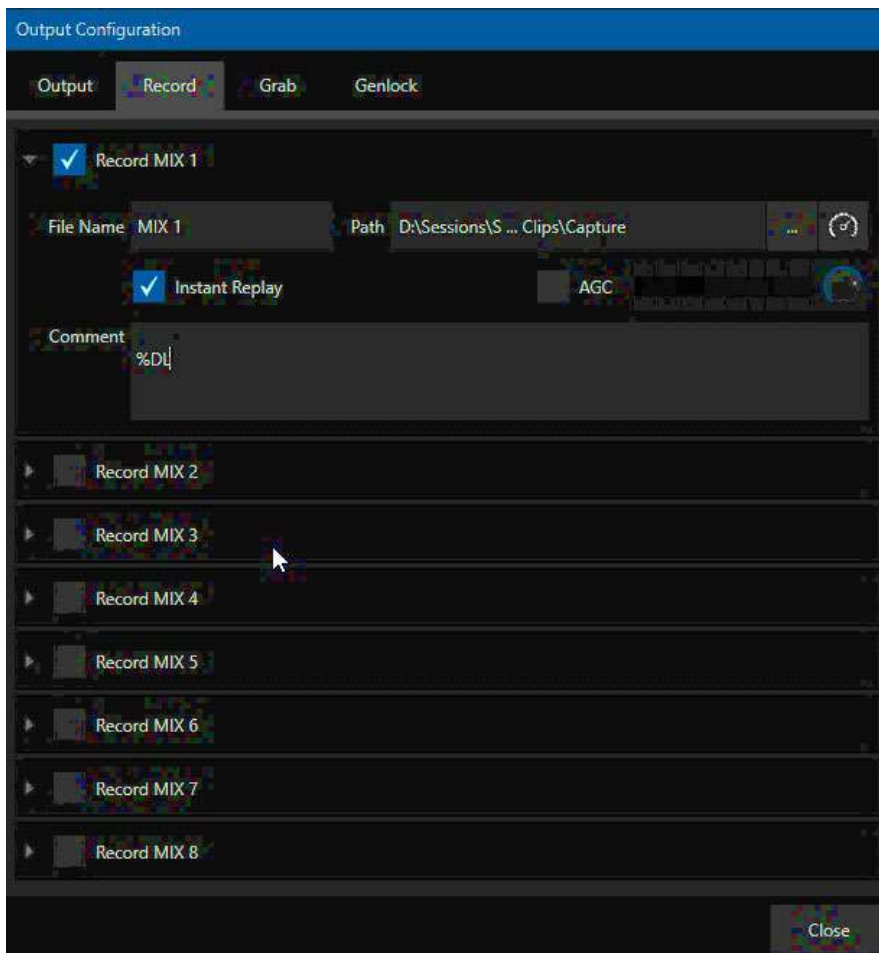 Output Configuration
Output Record Grab Genlock
Record MIX 1
File Name MIX 1 Path D:\Sessions\S ... Clips\Capture ...
Instant Replay AGC
Comment
%DL
Record MIX 2
Record MIX 3
Record MIX 4
Record MIX 5
Record MIX 6
Record MIX 7
Record MIX 8
Close